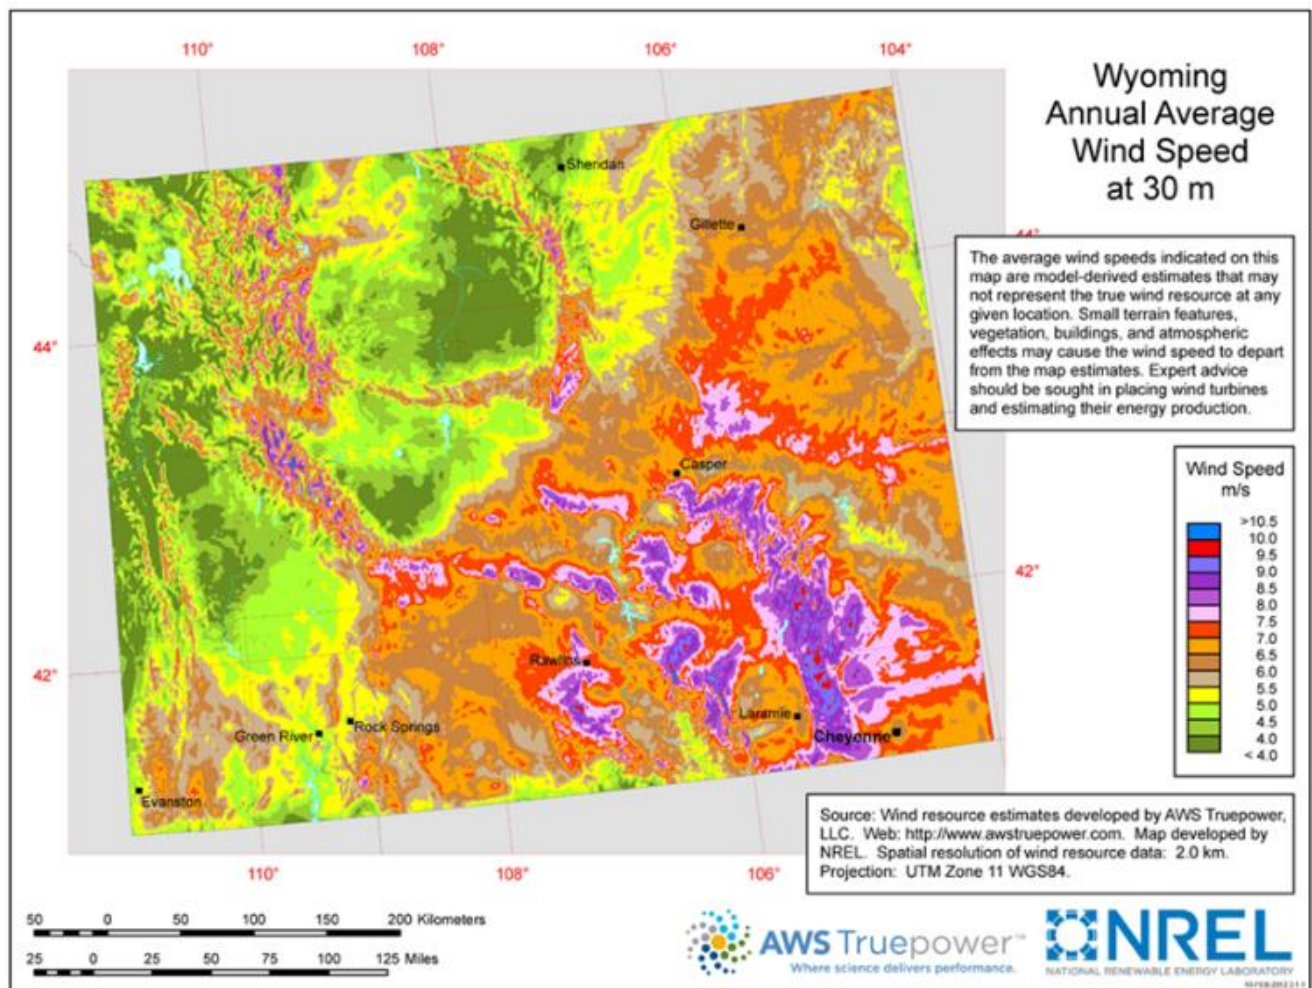 110°
108°
106°
104°
Wyoming
Annual Average
Wind Speed
at 30 m
Sheridan
Gillette
44°
The average wind speeds indicated on this
map are model-derived estimates that may
not represent the true wind resource at any
given location. Small terrain features,
vegetation, buildings, and atmospheric
effects may cause the wind speed to depart
from the map estimates. Expert advice
should be sought in placing wind turbines
and estimating their energy production.
44°
Casper
Wind Speed
m/s
>10.5
10.0
9.5
9.0
8.5
8.0
7.5
7.0
6.5
6.0
5.5
5.0
4.5
4.0
< 4.0
42°
42°
Rawlins
Laramie
Rock Springs
Green River
Cheyenne
Evanston
Source: Wind resource estimates developed by AWS Truepower,
LLC. Web: http://www.awstruepower.com. Map developed by
NREL. Spatial resolution of wind resource data: 2.0 km.
Projection: UTM Zone 11 WGS84.
110°
108°
106°
50 0 50 100 150 200 Kilometers
25 0 25 50 75 100 125 Miles
AWS Truepower™
Where science delivers performance.
NREL
NATIONAL RENEWABLE ENERGY LABORATORY